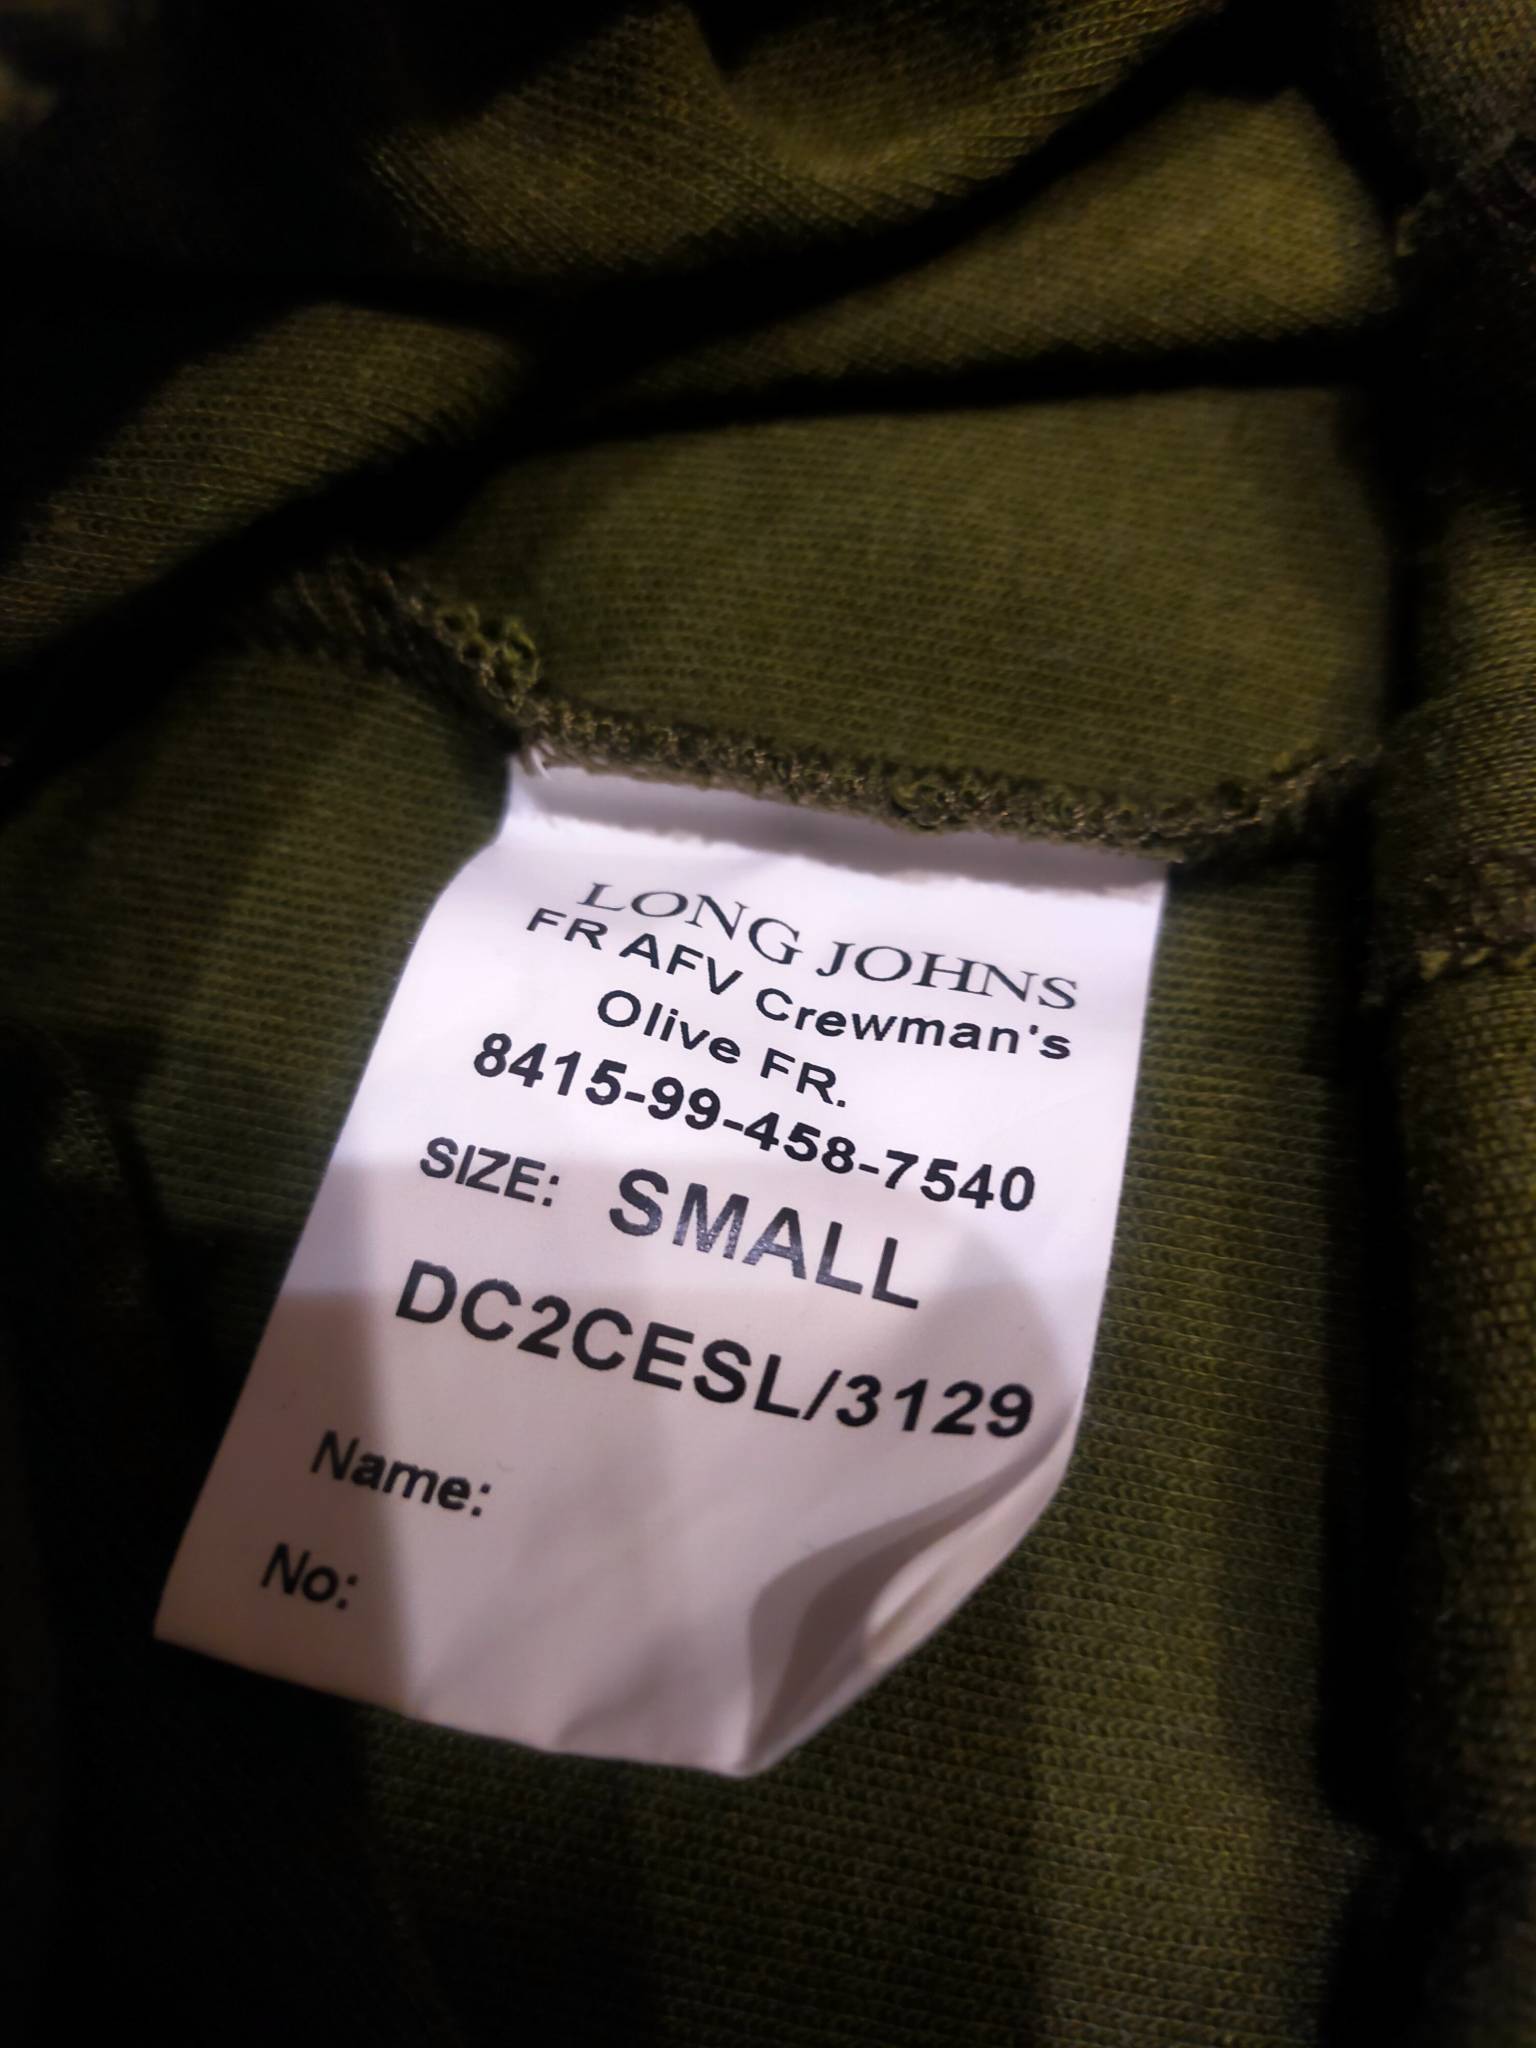 LONG JOHNS
FR AFV Crewman's
Olive FR.
8415-99-458-7540
SIZE: SMALL
DC2CESL/3129
Name:
No: